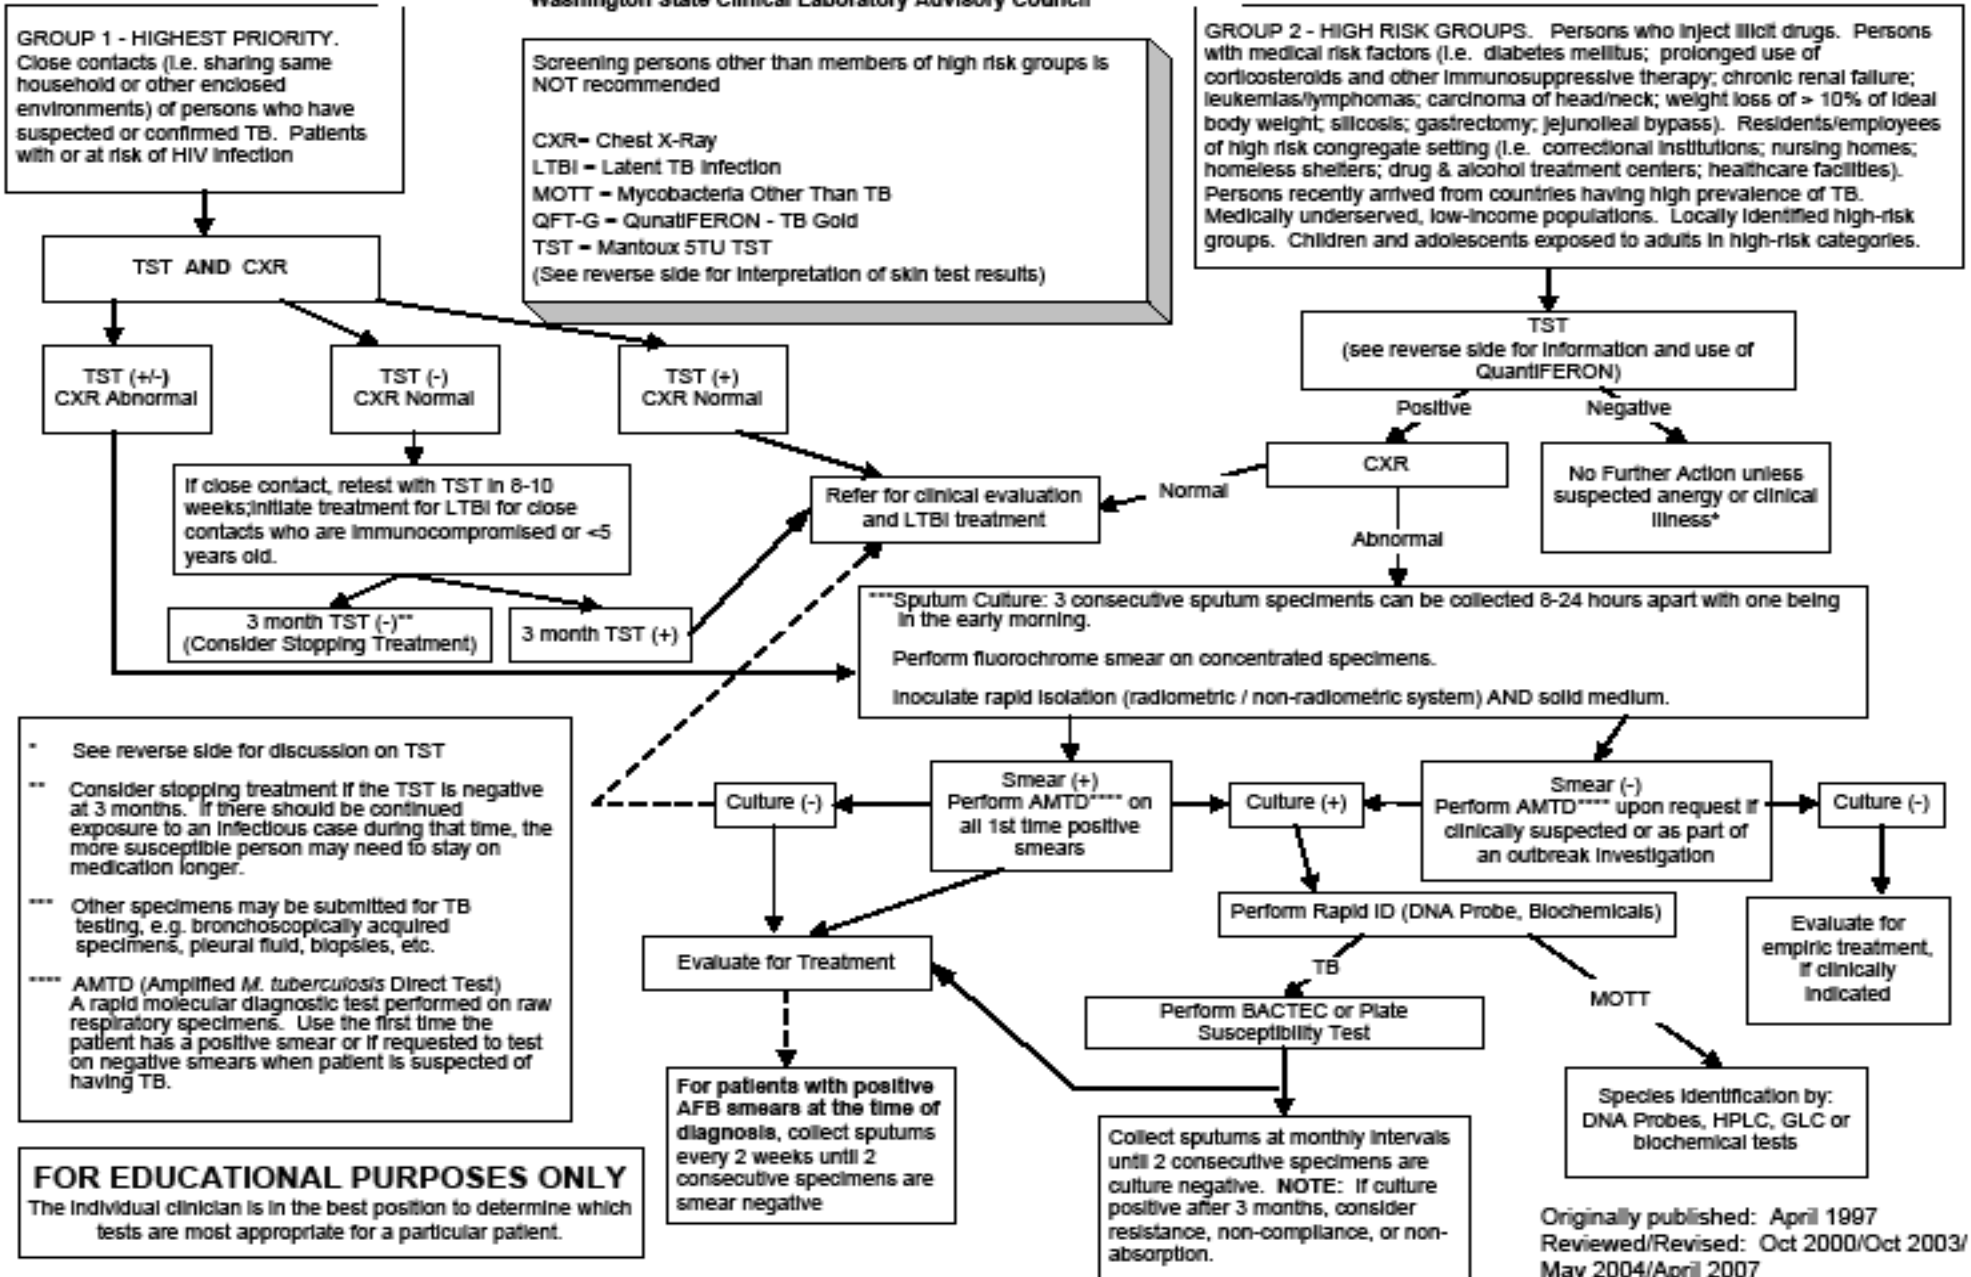 Washington State Clinical Laboratory Advisory Council
GROUP 1 - HIGHEST PRIORITY.
Close contacts (i.e. sharing same
household or other enclosed
environments) of persons who have
suspected or confirmed TB. Patients
with or at risk of HIV infection
Screening persons other than members of high risk groups is
NOT recommended
CXR= Chest X-Ray
LTBI = Latent TB Infection
MOTT = Mycobacteria Other Than TB
QFT-G = QunatiFERON - TB Gold
TST = Mantoux 5TU TST
(See reverse side for interpretation of skin test results)
GROUP 2 - HIGH RISK GROUPS. Persons who inject illicit drugs. Persons
with medical risk factors (i.e. diabetes mellitus; prolonged use of
corticosteroids and other immunosuppressive therapy; chronic renal failure;
leukemias/lymphomas; carcinoma of head/neck; weight loss of > 10% of ideal
body weight; silicosis; gastrectomy; jejunoileal bypass). Residents/employees
of high risk congregate setting (i.e. correctional institutions; nursing homes;
homeless shelters; drug & alcohol treatment centers; healthcare facilities).
Persons recently arrived from countries having high prevalence of TB.
Medically underserved, low-income populations. Locally identified high-risk
groups. Children and adolescents exposed to adults in high-risk categories.
TST AND CXR
TST (+/-)
CXR Abnormal
TST (-)
CXR Normal
TST (+)
CXR Normal
TST
(see reverse side for information and use of
QuantiFERON)
Positive
Negative
CXR
No Further Action unless
suspected anergy or clinical
illness*
Normal
Abnormal
If close contact, retest with TST in 8-10
weeks;initiate treatment for LTBI for close
contacts who are immunocompromised or <5
years old.
Refer for clinical evaluation
and LTBI treatment
3 month TST (-)**
(Consider Stopping Treatment)
3 month TST (+)
***Sputum Culture: 3 consecutive sputum speciments can be collected 8-24 hours apart with one being
in the early morning.
Perform fluorochrome smear on concentrated specimens.
Inoculate rapid isolation (radiometric / non-radiometric system) AND solid medium.
* See reverse side for discussion on TST
** Consider stopping treatment if the TST is negative
at 3 months. If there should be continued
exposure to an infectious case during that time, the
more susceptible person may need to stay on
medication longer.
*** Other specimens may be submitted for TB
testing, e.g. bronchoscopically acquired
specimens, pleural fluid, biopsies, etc.
**** AMTD (Amplified M. tuberculosis Direct Test)
A rapid molecular diagnostic test performed on raw
respiratory specimens. Use the first time the
patient has a positive smear or if requested to test
on negative smears when patient is suspected of
having TB.
Culture (-)
Smear (+)
Perform AMTD**** on
all 1st time positive
smears
Culture (+)
Smear (-)
Perform AMTD**** upon request if
clinically suspected or as part of
an outbreak investigation
Culture (-)
Perform Rapid ID (DNA Probe, Biochemicals)
Evaluate for
empiric treatment,
if clinically
indicated
Evaluate for Treatment
TB
MOTT
Perform BACTEC or Plate
Susceptibility Test
For patients with positive
AFB smears at the time of
diagnosis, collect sputums
every 2 weeks until 2
consecutive specimens are
smear negative
Collect sputums at monthly intervals
until 2 consecutive specimens are
culture negative. NOTE: If culture
positive after 3 months, consider
resistance, non-compliance, or non-
absorption.
Species Identification by:
DNA Probes, HPLC, GLC or
biochemical tests
FOR EDUCATIONAL PURPOSES ONLY
The individual clinician is in the best position to determine which
tests are most appropriate for a particular patient.
Originally published: April 1997
Reviewed/Revised: Oct 2000/Oct 2003/
May 2004/April 2007